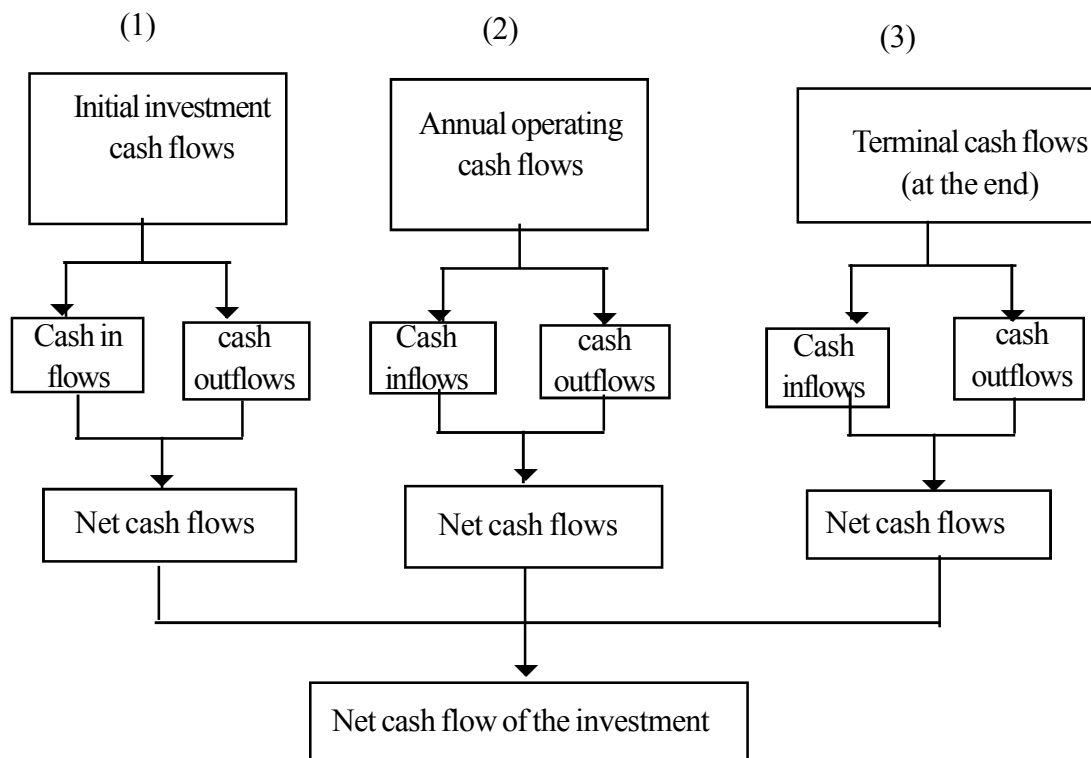 (1)
(2)
(3)
Initial investment
cash flows
Annual operating
cash flows
Terminal cash flows
(at the end)
Cash in
flows
cash
outflows
Cash
inflows
cash
outflows
Cash
inflows
cash
outflows
Net cash flows
Net cash flows
Net cash flows
Net cash flow of the investment